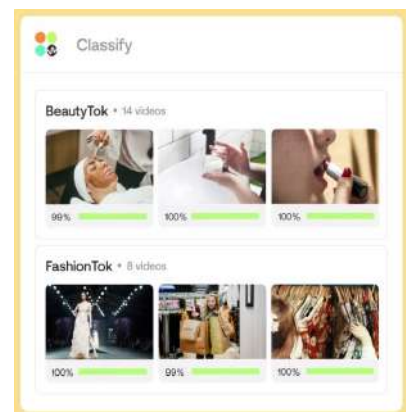 Classify
BeautyTok • 14 videos
99% 100% 100%
FashionTok • 8 videos
100% 99% 100%